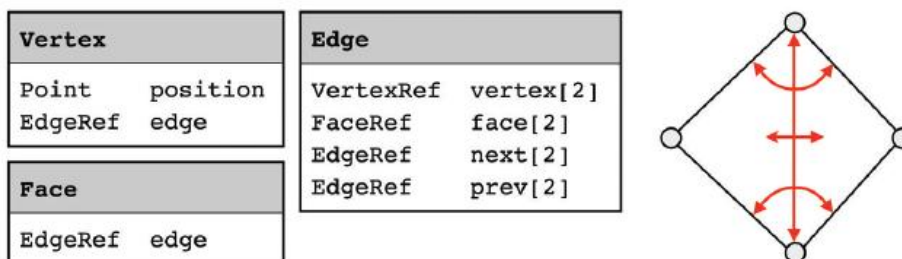 Vertex
Point position
EdgeRef edge
Face
EdgeRef edge
Edge
VertexRef vertex[2]
FaceRef face[2]
EdgeRef next[2]
EdgeRef prev[2]